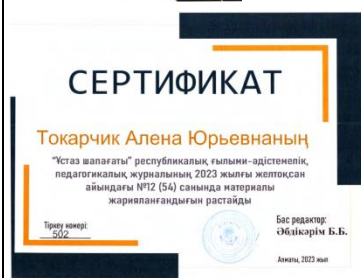 СЕРТИФИКАТ
Токарчик Алена Юрьевнаның
"Ұстаз шапағаты" республикалық ғылыми-әдістемелік,
педагогикалық журналының 2023 жылғы желтоқсан
айындағы №12 (54) санында материалы
жарияланғандығын растайды
Тіркеу нөмері:
502
Бас редактор:
Әбдікәрім Б.Б.
Алматы, 2023 жыл